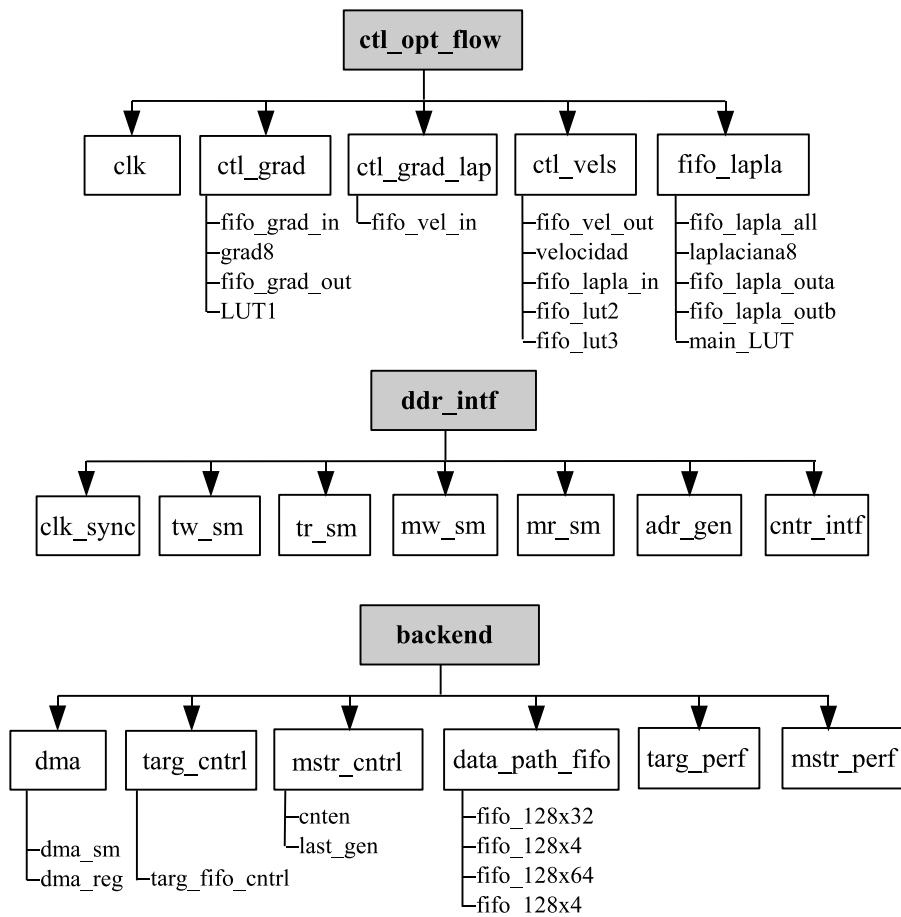 ctl_opt_flow
clk
ctl_grad
ctl_grad_lap
ctl_vels
fifo_lapla
fifo_grad_in
grad8
fifo_grad_out
LUT1
fifo_vel_in
fifo_vel_out
velocidad
fifo_lapla_in
fifo_lut2
fifo_lut3
fifo_lapla_all
laplaciana8
fifo_lapla_outa
fifo_lapla_outb
main_LUT
ddr_intf
clk_sync
tw_sm
tr_sm
mw_sm
mr_sm
adr_gen
cntr_intf
backend
dma
targ_cntrl
mstr_cntrl
data_path_fifo
targ_perf
mstr_perf
dma_sm
dma_reg
targ_fifo_cntrl
cnten
last_gen
fifo_128x32
fifo_128x4
fifo_128x64
fifo_128x4